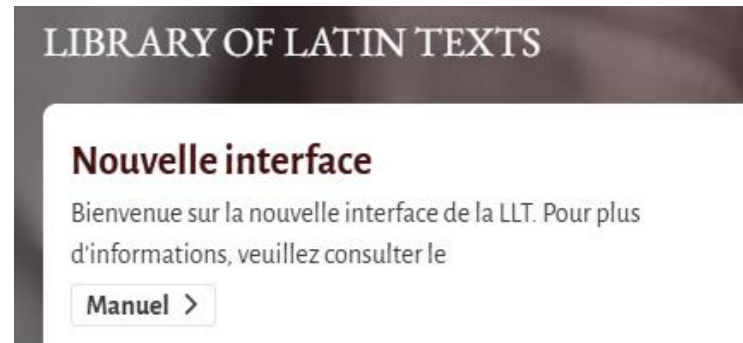 LIBRARY OF LATIN TEXTS
Nouvelle interface
Bienvenue sur la nouvelle interface de la LLT. Pour plus
d'informations, veuillez consulter le
Manuel >